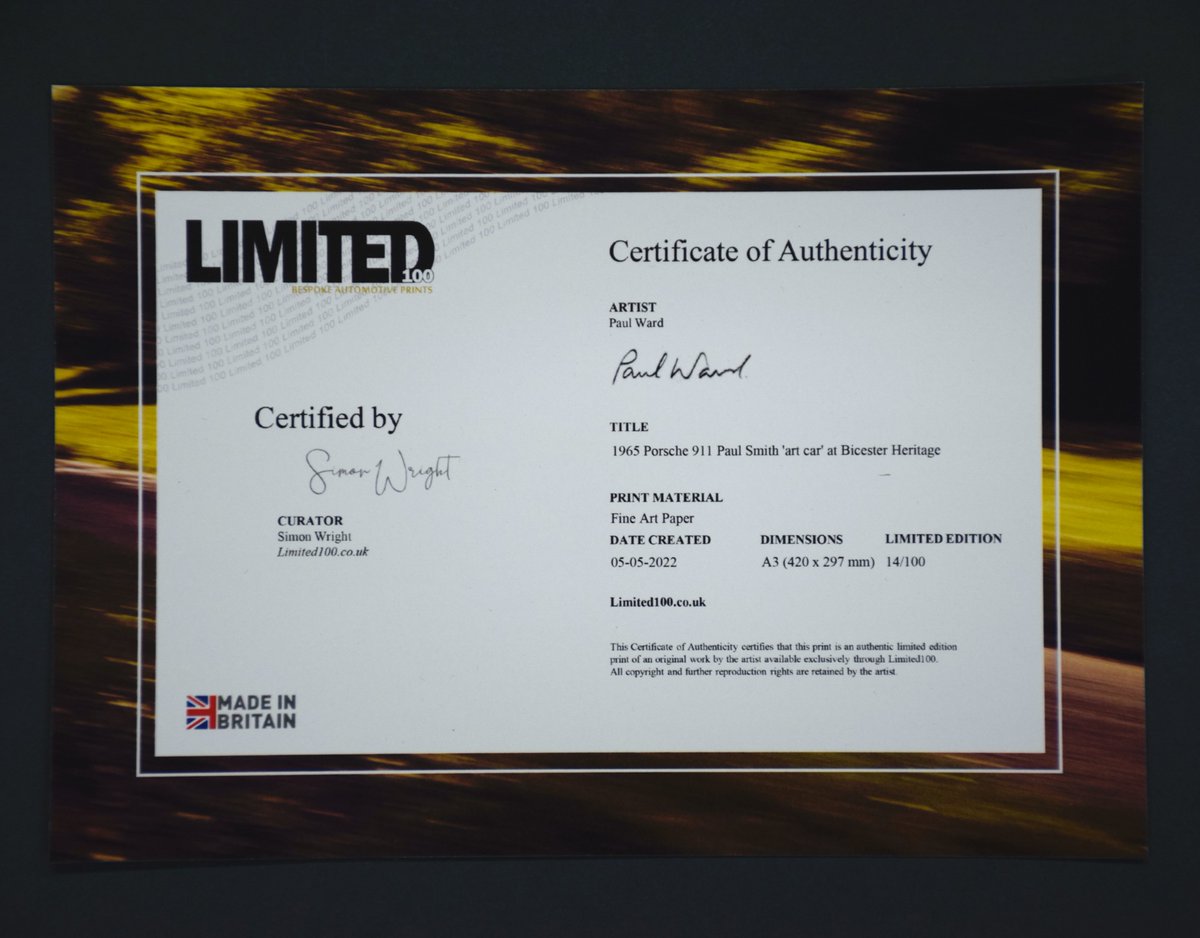 LIMITED
100
BESPOKE AUTOMOTIVE PRINTS
Certified by
Simon Wright
CURATOR
Simon Wright
Limited100.co.uk
MADE IN
BRITAIN
Certificate of Authenticity
ARTIST
Paul Ward
Paul Ward
TITLE
1965 Porsche 911 Paul Smith 'art car' at Bicester Heritage
PRINT MATERIAL
Fine Art Paper
DATE CREATED DIMENSIONS LIMITED EDITION
05-05-2022 A3 (420 x 297 mm) 14/100
Limited100.co.uk
This Certificate of Authenticity certifies that this print is an authentic limited edition
print of an original work by the artist available exclusively through Limited100.
All copyright and further reproduction rights are retained by the artist.